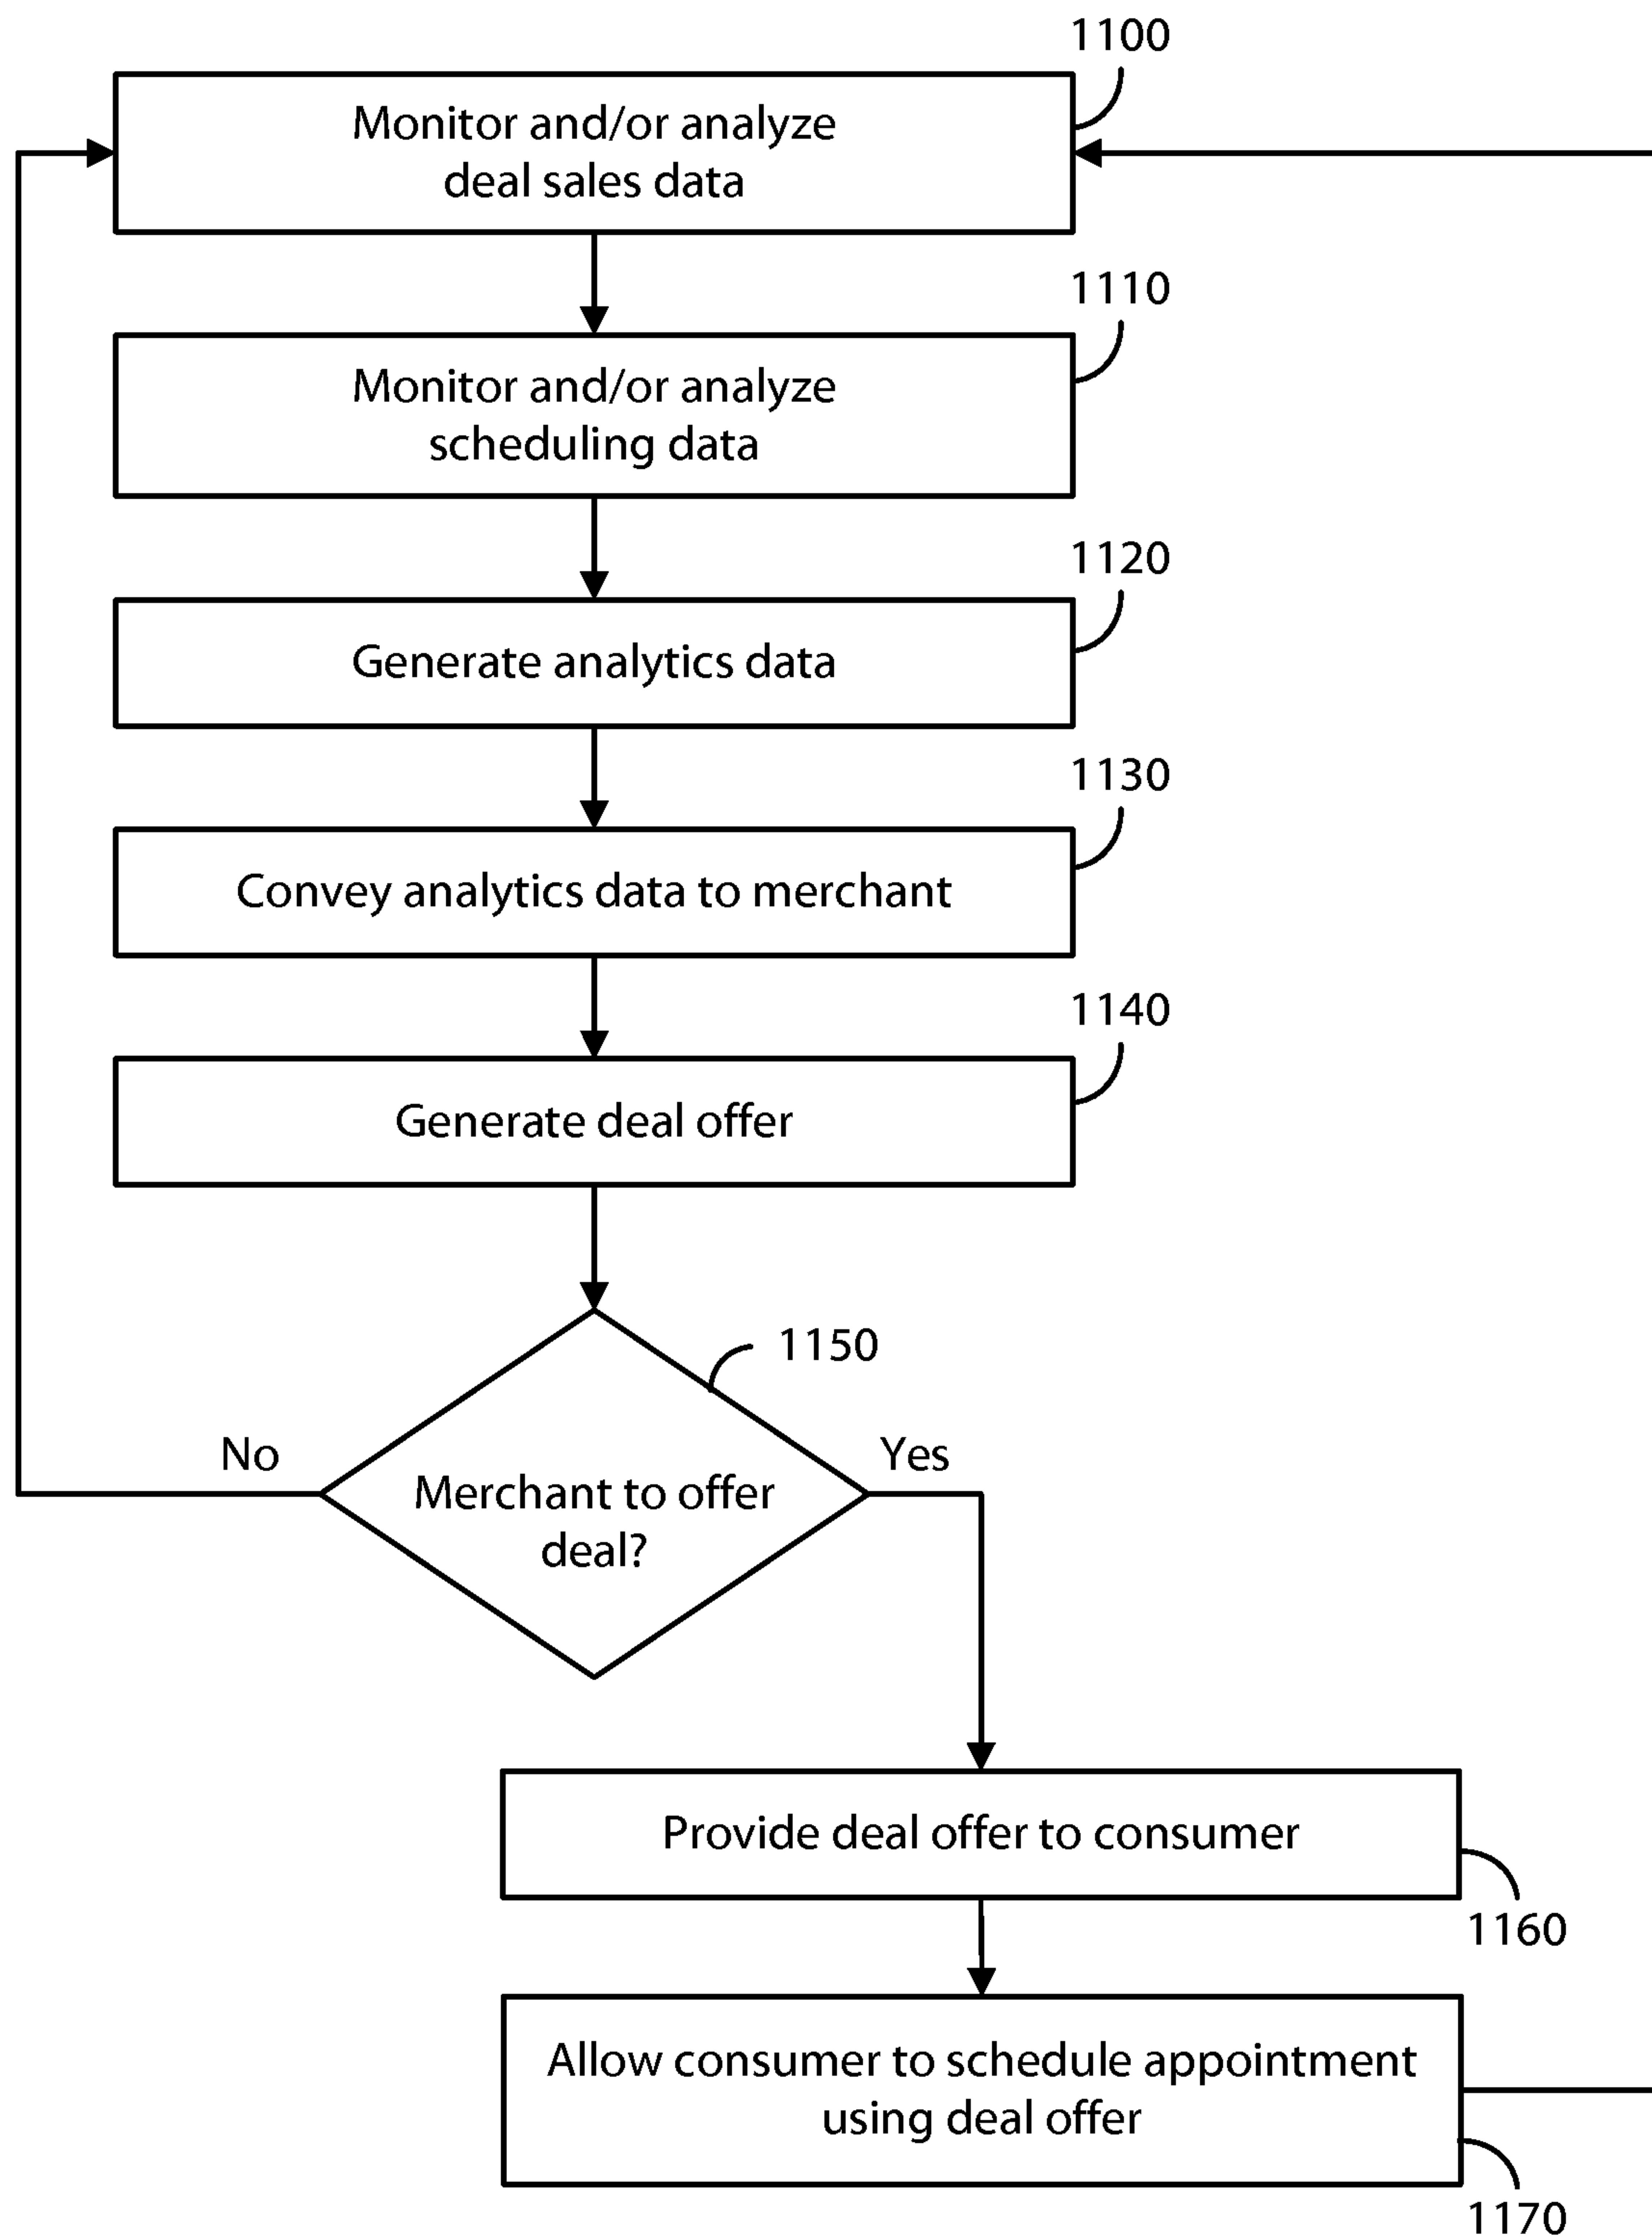 1100
Monitor and/or analyze
deal sales data
1110
Monitor and/or analyze
scheduling data
1120
Generate analytics data
1130
Convey analytics data to merchant
1140
Generate deal offer
1150
No
Yes
Merchant to offer
deal?
Provide deal offer to consumer
1160
Allow consumer to schedule appointment
using deal offer
1170